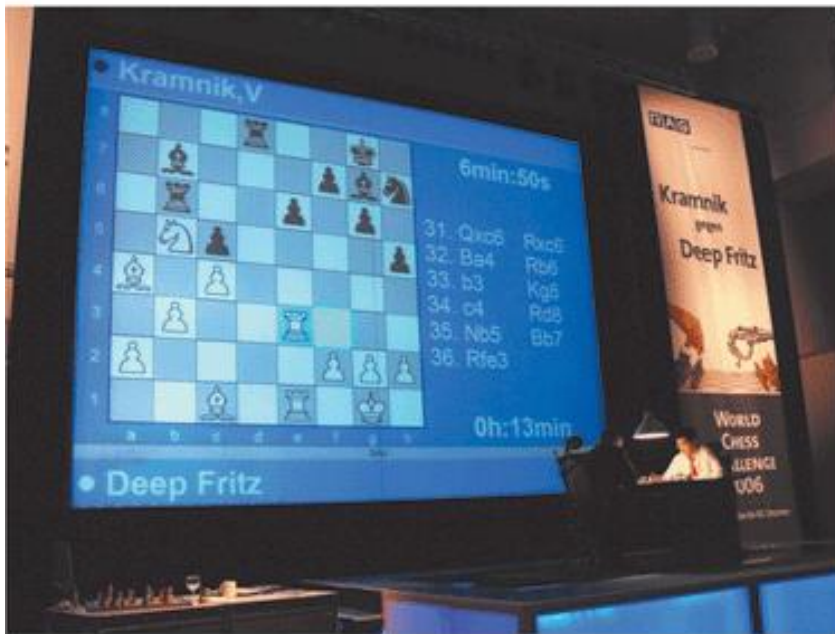 Kramnik,V
8
7
6
5
4
3
2
1
a b c d e f g h
6min:50s
31. Qxc6 Rxc6
32. Ba4 Rb6
33. b3 Kg8
34. c4 Rd8
35. Nb5 Bb7
36. Rfe3
0h:13min
Deep Fritz
RAG
Kramnik
gegen
Deep Fritz
WORLD
CHESS
CHALLENGE
2006